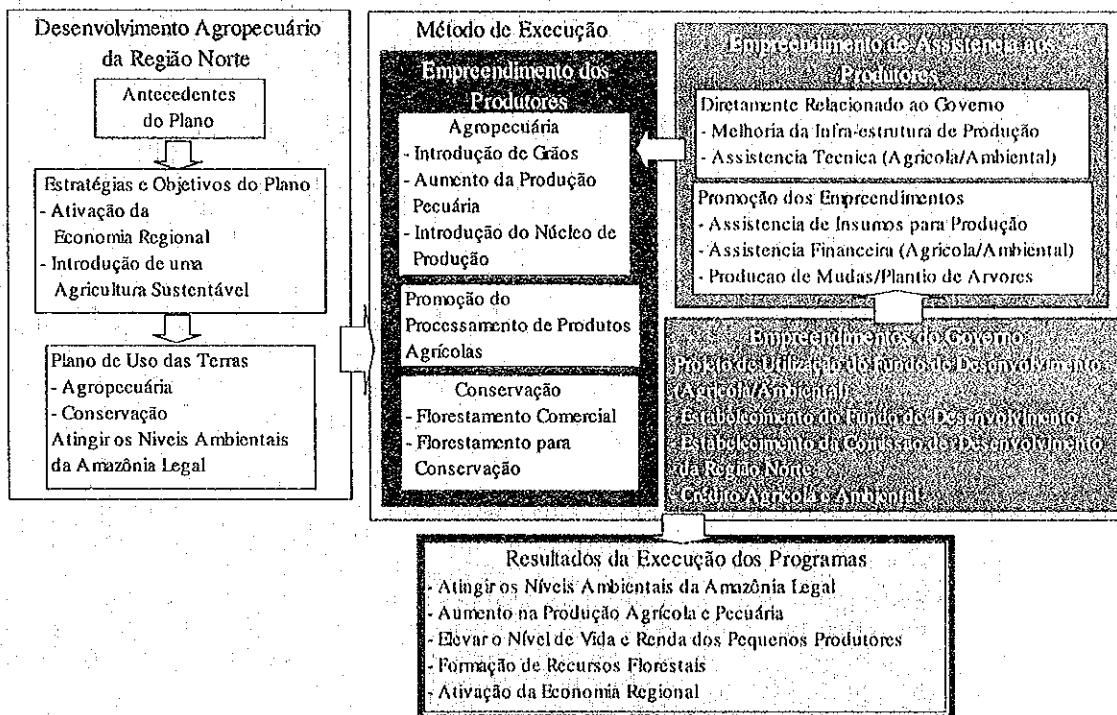 Desenvolvimento Agropecuário
da Região Norte
Antecedentes
do Plano
Estratégias e Objetivos do Plano
- Ativação da
Economia Regional
- Introdução de uma
Agricultura Sustentável
Plano de Uso das Terras
- Agropecuária
- Conservação
Atingir os Niveis Ambientais
da Amazônia Legal
Método de Execução
Empreendimento dos
Produtores
Agropecuária
- Introdução de Grãos
- Aumento da Produção
Pecuária
- Introdução do Núcleo de
Produção
Promoção do
Processamento de Produtos
Agrícolas
Conservação
- Florestamento Comercial
- Florestamento para
Conservação
Empreendimento de Assistencia aos
Produtores
Diretamente Relacionado ao Governo
- Melhoria da Infra-estrutura de Produção
- Assistencia Tecnica (Agricola/Ambiental)
Promoção dos Empreendimentos
- Assistencia de Insumos para Produção
- Assistencia Financeira (Agricola/Ambiental)
- Producao de Mudas/Plantio de Arvores
Empreendimentos do Governo
Projeto de Utilização do Fundo de Desenvolvimento
(Agricola/Ambiental)
- Estabelecimento do Fundo de Desenvolvimento
- Estabelecimento da Comissão de Desenvolvimento
da Região Norte
- Crédito Agricola e Ambiental
Resultados da Execução dos Programas
- Atingir os Níveis Ambientais da Amazônia Legal
- Aumento na Produção Agrícola e Pecuária
- Elevar o Nível de Vida e Renda dos Pequenos Produtores
- Formação de Recursos Florestais
- Ativação da Economia Regional